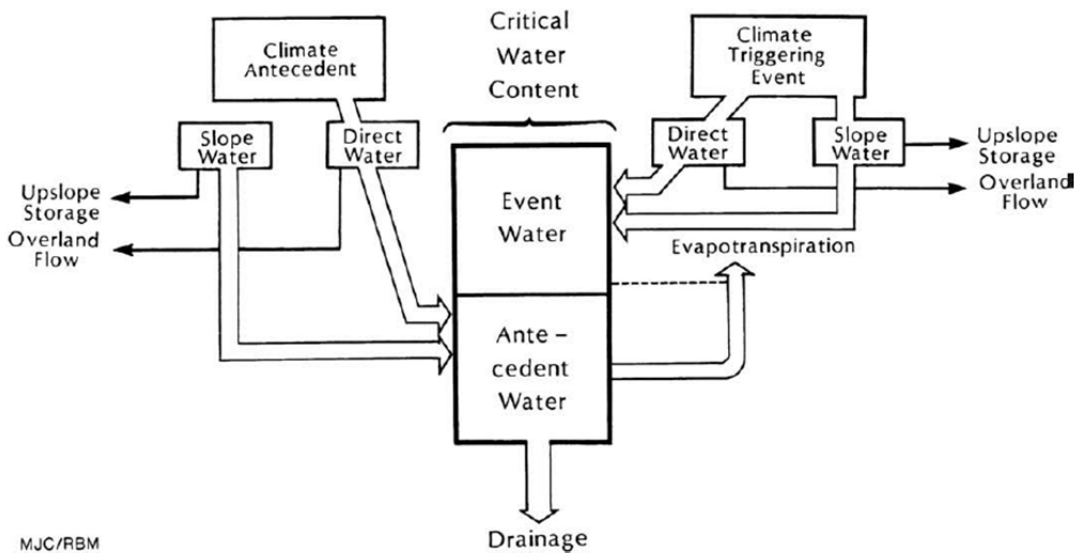 Critical
Water
Content
Climate
Antecedent
Climate
Triggering
Event
Slope
Water
Direct
Water
Direct
Water
Slope
Water
Upslope
Storage
Overland
Flow
Upslope
Storage
Overland
Flow
Event
Water
Evapotranspiration
Ante –
cedent
Water
Drainage
MJC/RBM